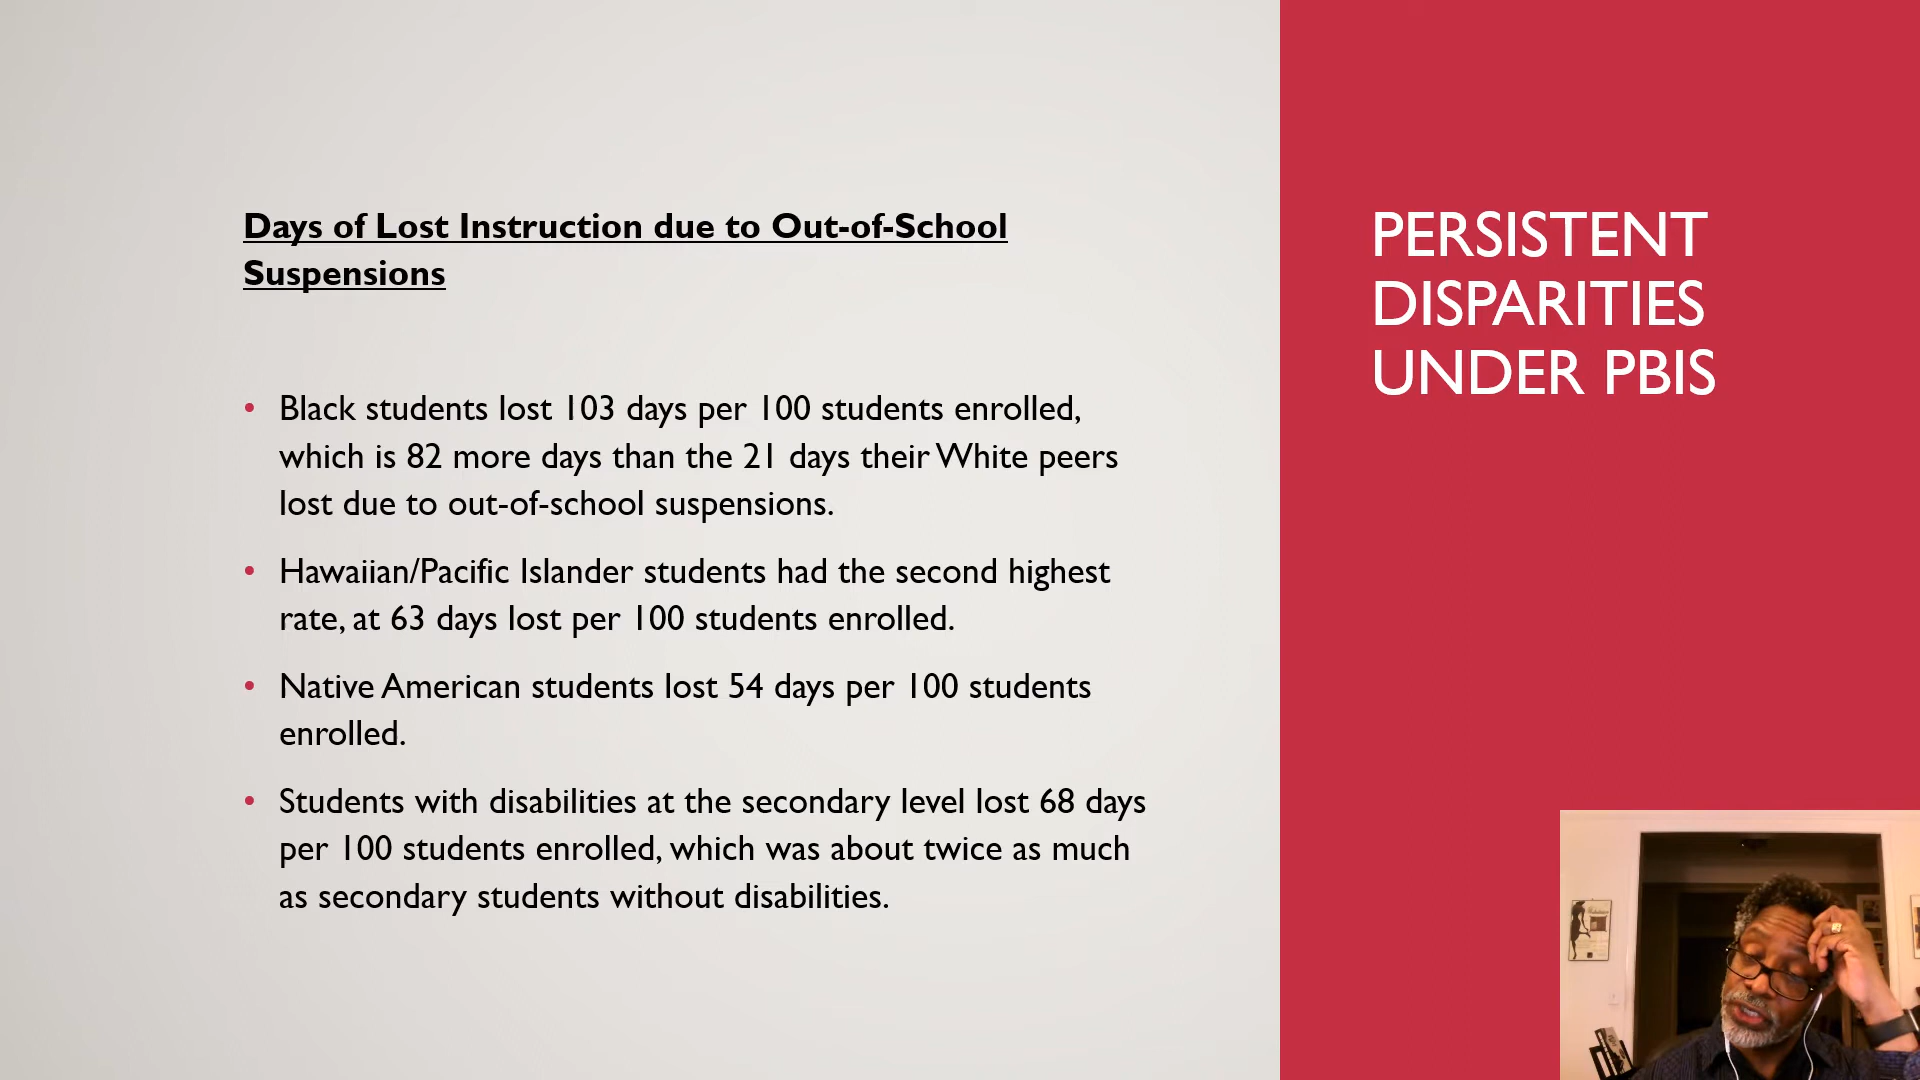 Days of Lost Instruction due to Out-of-School
Suspensions
• Black students lost 103 days per 100 students enrolled,
which is 82 more days than the 21 days their White peers
lost due to out-of-school suspensions.
• Hawaiian/Pacific Islander students had the second highest
rate, at 63 days lost per 100 students enrolled.
• Native American students lost 54 days per 100 students
enrolled.
• Students with disabilities at the secondary level lost 68 days
per 100 students enrolled, which was about twice as much
as secondary students without disabilities.
PERSISTENT
DISPARITIES
UNDER PBIS